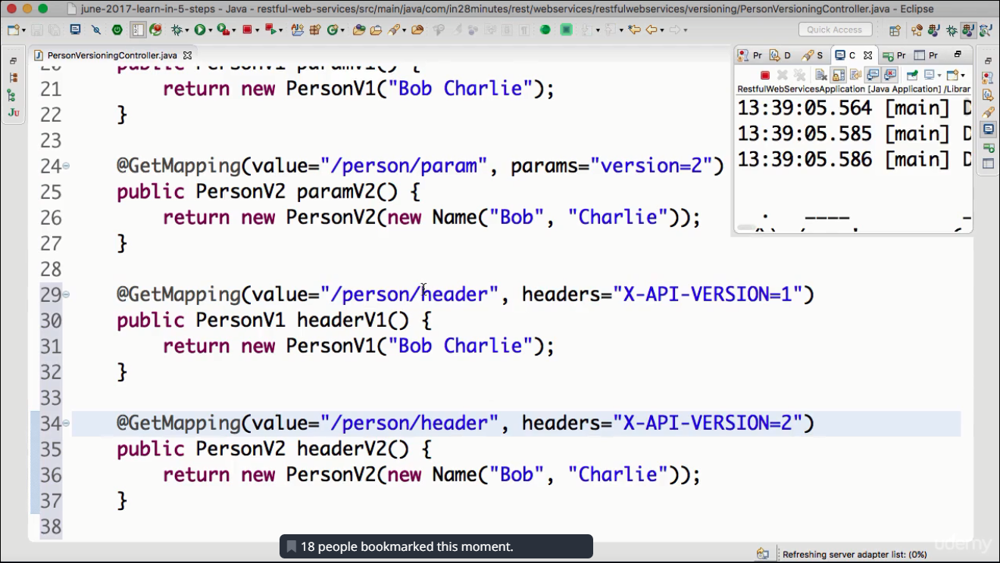 june-2017-learn-in-5-steps - Java - restful-web-services/src/main/java/com/in28minutes/rest/webservices/restfulwebservices/versioning/PersonVersioningController.java - Eclipse
Quick Access
PersonVersioningController.java
Pr D S C Pr Pr
RestfulWebServicesApplication [Java Application] /Librar
13:39:05.564 [main] D
13:39:05.585 [main] D
13:39:05.586 [main] D
20 public PersonV1 paramV1() {
21 return new PersonV1("Bob Charlie");
22 }
23
24 @GetMapping(value="/person/param", params="version=2")
25 public PersonV2 paramV2() {
26 return new PersonV2(new Name("Bob", "Charlie"));
27 }
28
29 @GetMapping(value="/person/header", headers="X-API-VERSION=1")
30 public PersonV1 headerV1() {
31 return new PersonV1("Bob Charlie");
32 }
33
34 @GetMapping(value="/person/header", headers="X-API-VERSION=2")
35 public PersonV2 headerV2() {
36 return new PersonV2(new Name("Bob", "Charlie"));
37 }
38
18 people bookmarked this moment.
udemy
Refreshing server adapter list: (0%)
Ju